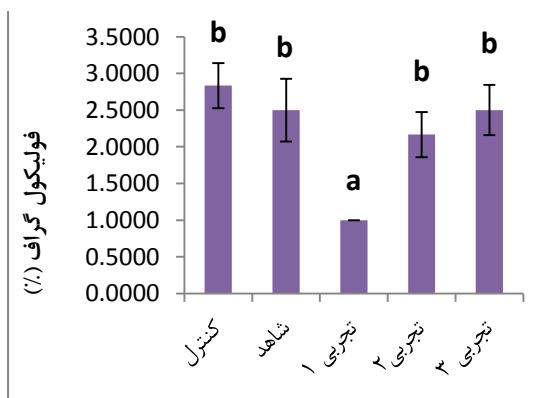 3.5000
3.0000
2.5000
2.0000
1.5000
1.0000
0.5000
0.0000
فولیکول گراف (٪)
b
b
a
b
b
کنترل
شاهد
تجربی ۱
تجربی ۲
تجربی ۳